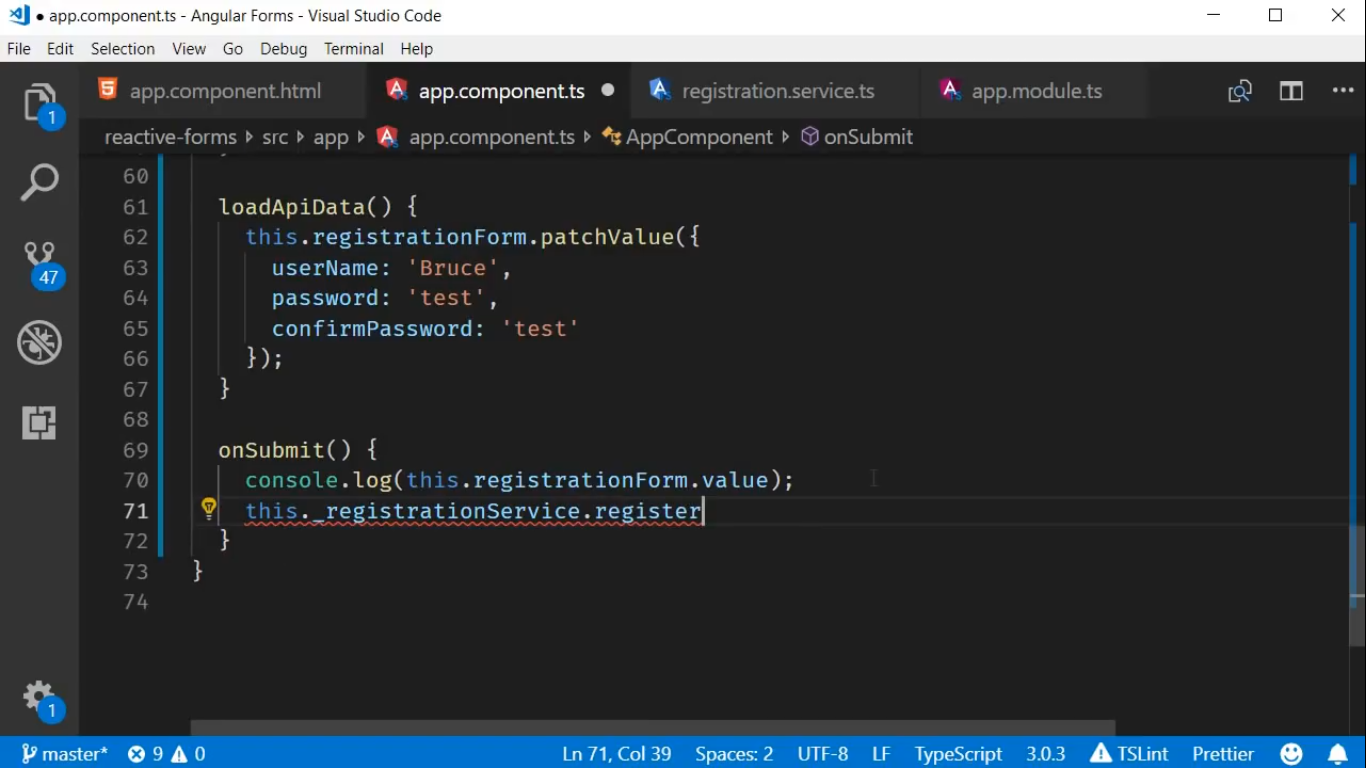 app.component.ts - Angular Forms - Visual Studio Code
File Edit Selection View Go Debug Terminal Help
app.component.html app.component.ts registration.service.ts app.module.ts
reactive-forms src app app.component.ts AppComponent onSubmit
60
61 loadApiData() {
62 this.registrationForm.patchValue({
63 userName: 'Bruce',
64 password: 'test',
65 confirmPassword: 'test'
66 });
67 }
68
69 onSubmit() {
70 console.log(this.registrationForm.value);
71 this._registrationService.register
72 }
73 }
74
1
47
1
master* 9 0 Ln 71, Col 39 Spaces: 2 UTF-8 LF TypeScript 3.0.3 TSLint Prettier